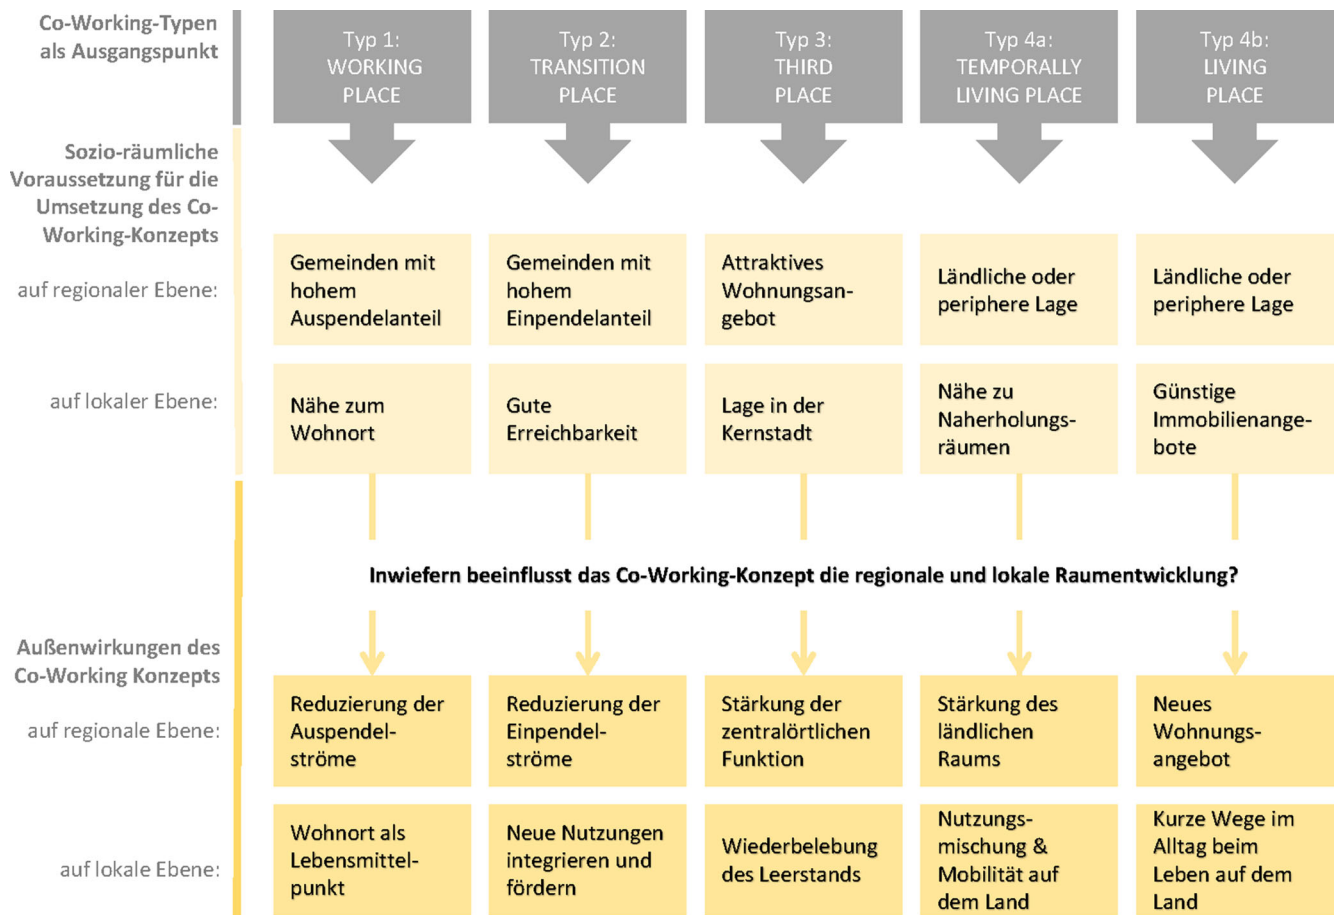 Co-Working-Typen
als Ausgangspunkt
Typ 1:
WORKING
PLACE
Typ 2:
TRANSITION
PLACE
Typ 3:
THIRD
PLACE
Typ 4a:
TEMPORALLY
LIVING PLACE
Typ 4b:
LIVING
PLACE
Sozio-räumliche
Voraussetzung für die
Umsetzung des Co-
Working-Konzepts
auf regionaler Ebene:
Gemeinden mit
hohem
Auspendelanteil
Gemeinden mit
hohem
Einpendelanteil
Attraktives
Wohnungsan-
gebot
Ländliche oder
periphere Lage
Ländliche oder
periphere Lage
auf lokaler Ebene:
Nähe zum
Wohnort
Gute
Erreichbarkeit
Lage in der
Kernstadt
Nähe zu
Naherholungs-
räumen
Günstige
Immobilienange-
bote
Inwiefern beeinflusst das Co-Working-Konzept die regionale und lokale Raumentwicklung?
Außenwirkungen des
Co-Working Konzepts
auf regionale Ebene:
Reduzierung der
Auspendel-
ströme
Reduzierung der
Einpendel-
ströme
Stärkung der
zentralörtlichen
Funktion
Stärkung des
ländlichen
Raums
Neues
Wohnungs-
angebot
auf lokale Ebene:
Wohnort als
Lebensmittel-
punkt
Neue Nutzungen
integrieren und
fördern
Wiederbelebung
des Leerstands
Nutzungs-
mischung &
Mobilität auf
dem Land
Kurze Wege im
Alltag beim
Leben auf dem
Land